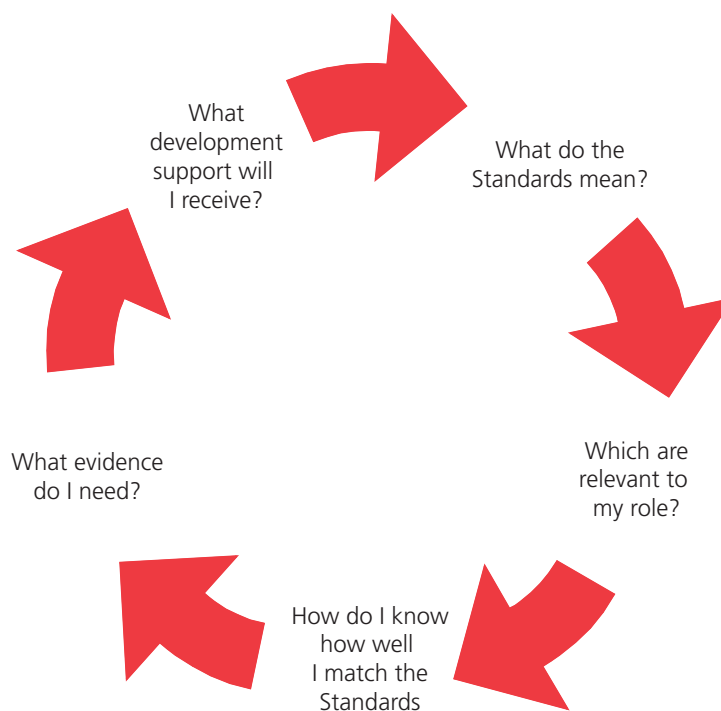 What
development
support will
I receive?
What do the
Standards mean?
Which are
relevant to
my role?
How do I know
how well
I match the
Standards
What evidence
do I need?